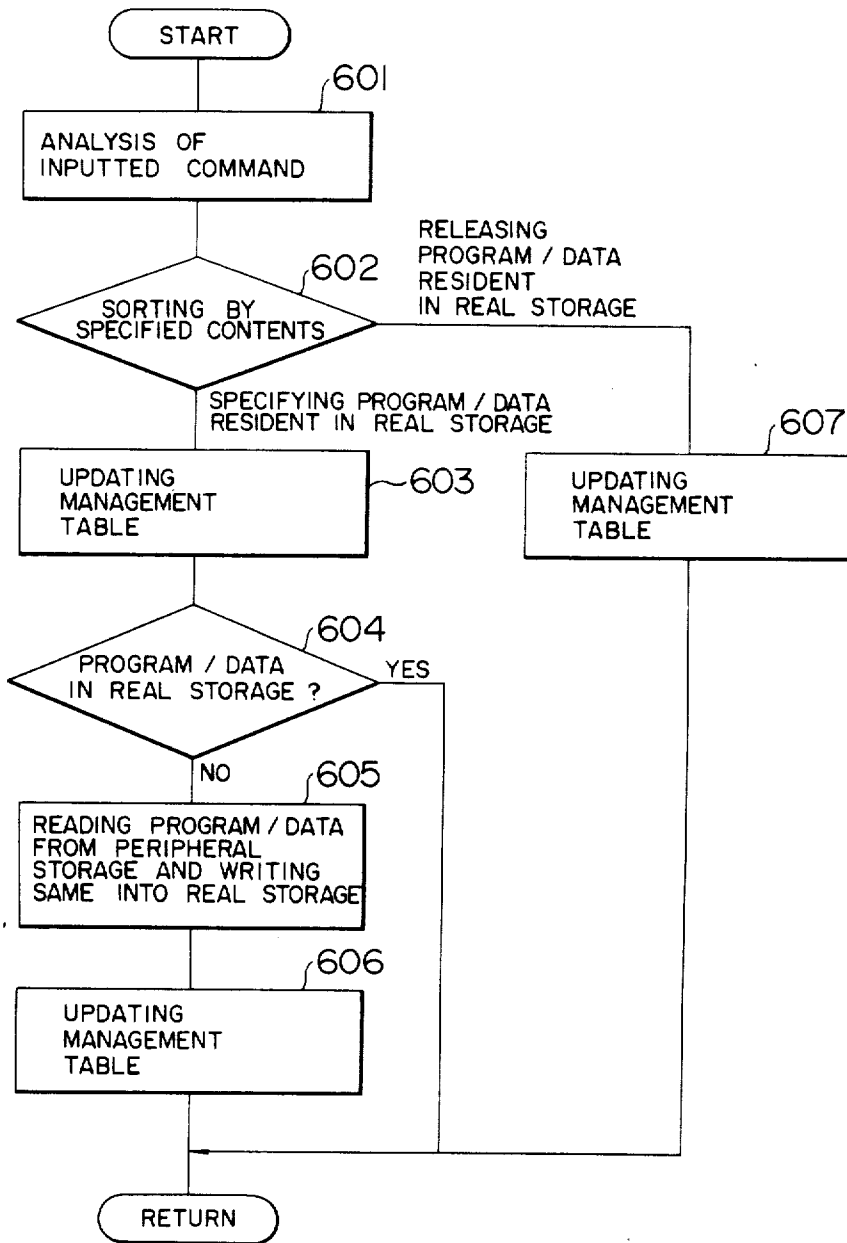 START
601
ANALYSIS OF
INPUTTED COMMAND
RELEASING
PROGRAM / DATA
RESIDENT
IN REAL STORAGE
602
SORTING BY
SPECIFIED CONTENTS
SPECIFYING PROGRAM / DATA
RESIDENT IN REAL STORAGE
607
UPDATING
MANAGEMENT
TABLE
603
UPDATING
MANAGEMENT
TABLE
604
PROGRAM / DATA
IN REAL STORAGE ?
YES
NO
605
READING PROGRAM / DATA
FROM PERIPHERAL
STORAGE AND WRITING
SAME INTO REAL STORAGE
606
UPDATING
MANAGEMENT
TABLE
RETURN